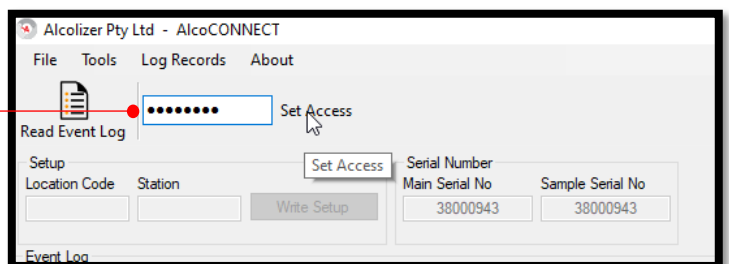 Alcolizer Pty Ltd - AlcoCONNECT
File Tools Log Records About
●●●●●●●● Set Access
Read Event Log
Set Access
Setup Serial Number
Location Code Station Main Serial No Sample Serial No
Write Setup 38000943 38000943
Event Log